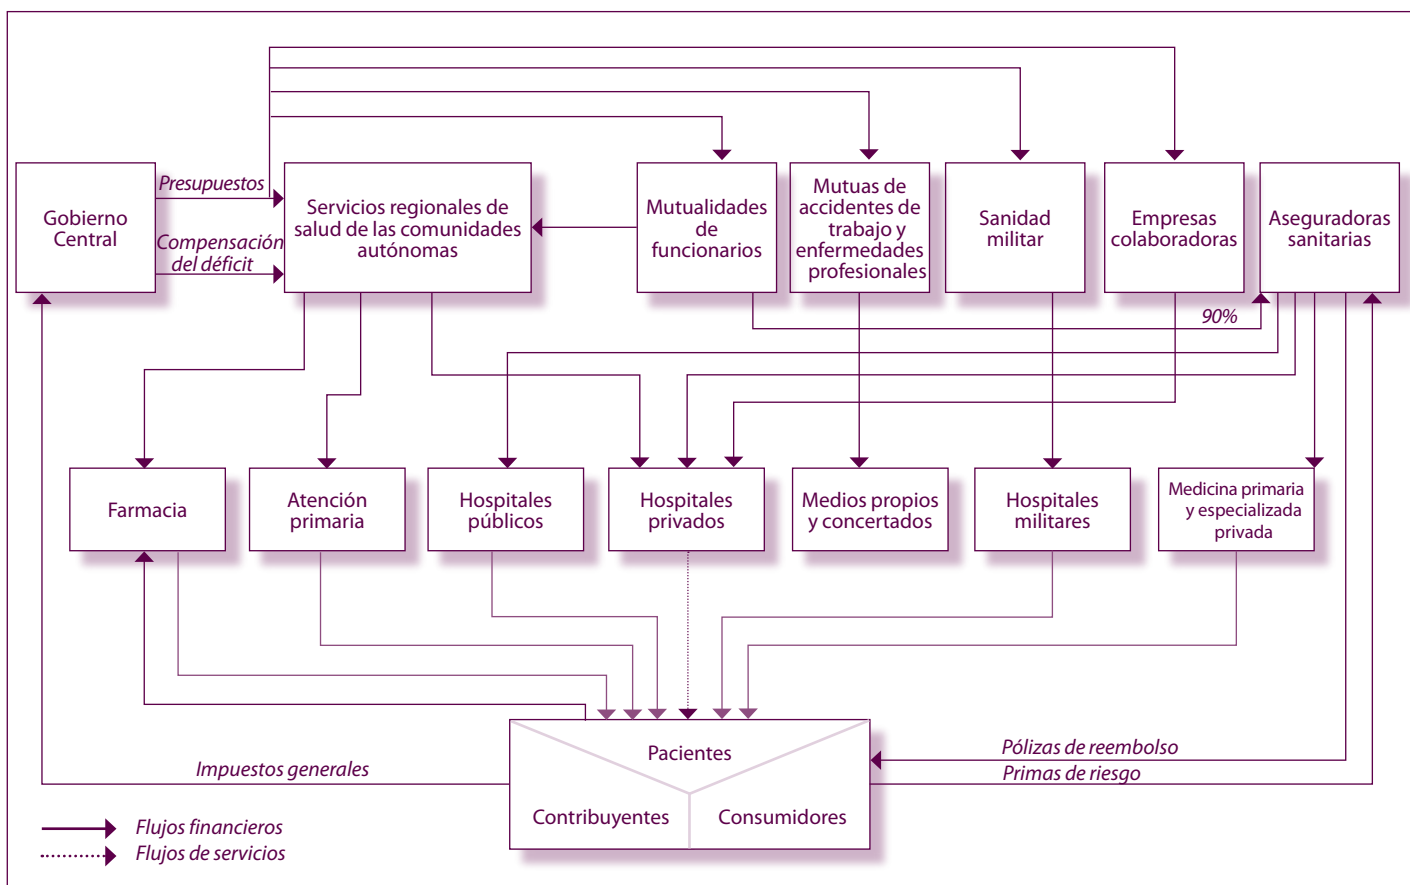 Presupuestos
Gobierno
Central
Compensación
del déficit
Servicios regionales de
salud de las comunidades
autónomas
Mutualidades
de
funcionarios
Mutuas de
accidentes de
trabajo y
enfermedades
profesionales
Sanidad
militar
Empresas
colaboradoras
Aseguradoras
sanitarias
90%
Farmacia
Atención
primaria
Hospitales
públicos
Hospitales
privados
Medios propios
y concertados
Hospitales
militares
Medicina primaria
y especializada
privada
Pacientes
Contribuyentes
Consumidores
Impuestos generales
Pólizas de reembolso
Primas de riesgo
Flujos financieros
Flujos de servicios